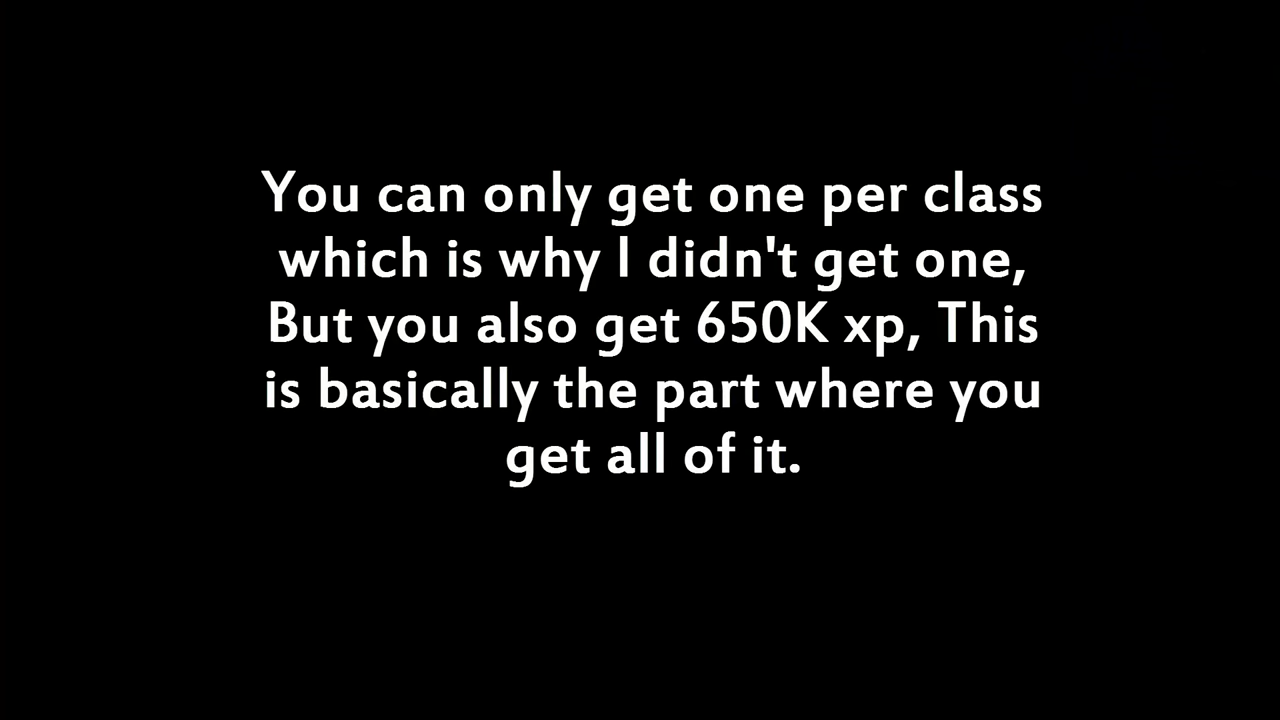 You can only get one per class
which is why I didn't get one,
But you also get 650K xp, This
is basically the part where you
get all of it.